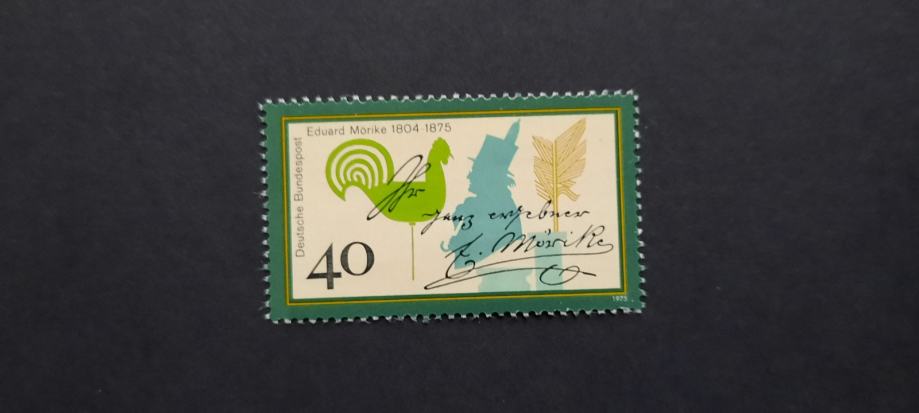 Eduard Mörike 1804-1875
Deutsche Bundespost
Ihr
ganz ergebner
E. Mörike
40
1975